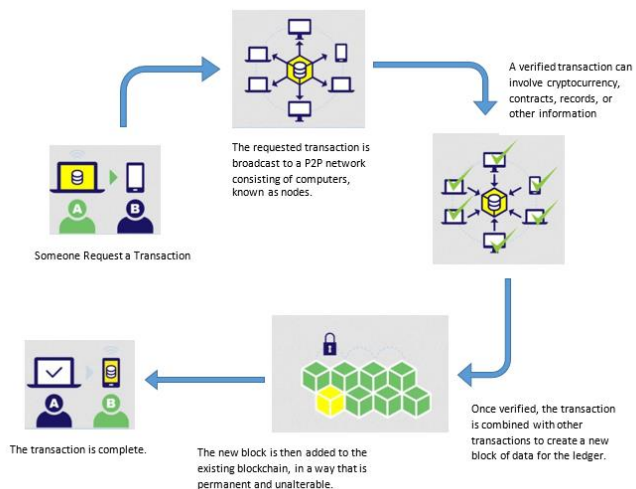 A
B
Someone Request a Transaction
The requested transaction is
broadcast to a P2P network
consisting of computers,
known as nodes.
A verified transaction can
involve cryptocurrency,
contracts, records, or
other information
Once verified, the transaction
is combined with other
transactions to create a new
block of data for the ledger.
The new block is then added to the
existing blockchain, in a way that is
permanent and unalterable.
A
B
The transaction is complete.